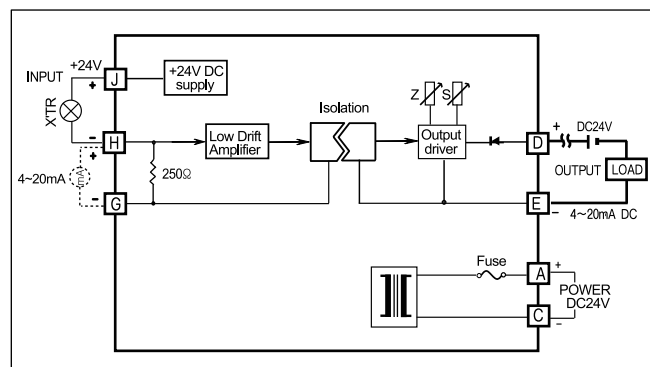 INPUT
+24V
J
+24V DC
supply
+
X'TR
−
H
+
4~20mA
mA
−
G
250Ω
Low Drift
Amplifier
Isolation
Z
S
Output
driver
D
+
DC24V
OUTPUT
LOAD
E
−
4~20mA DC
Fuse
A
+
POWER
DC24V
C
−